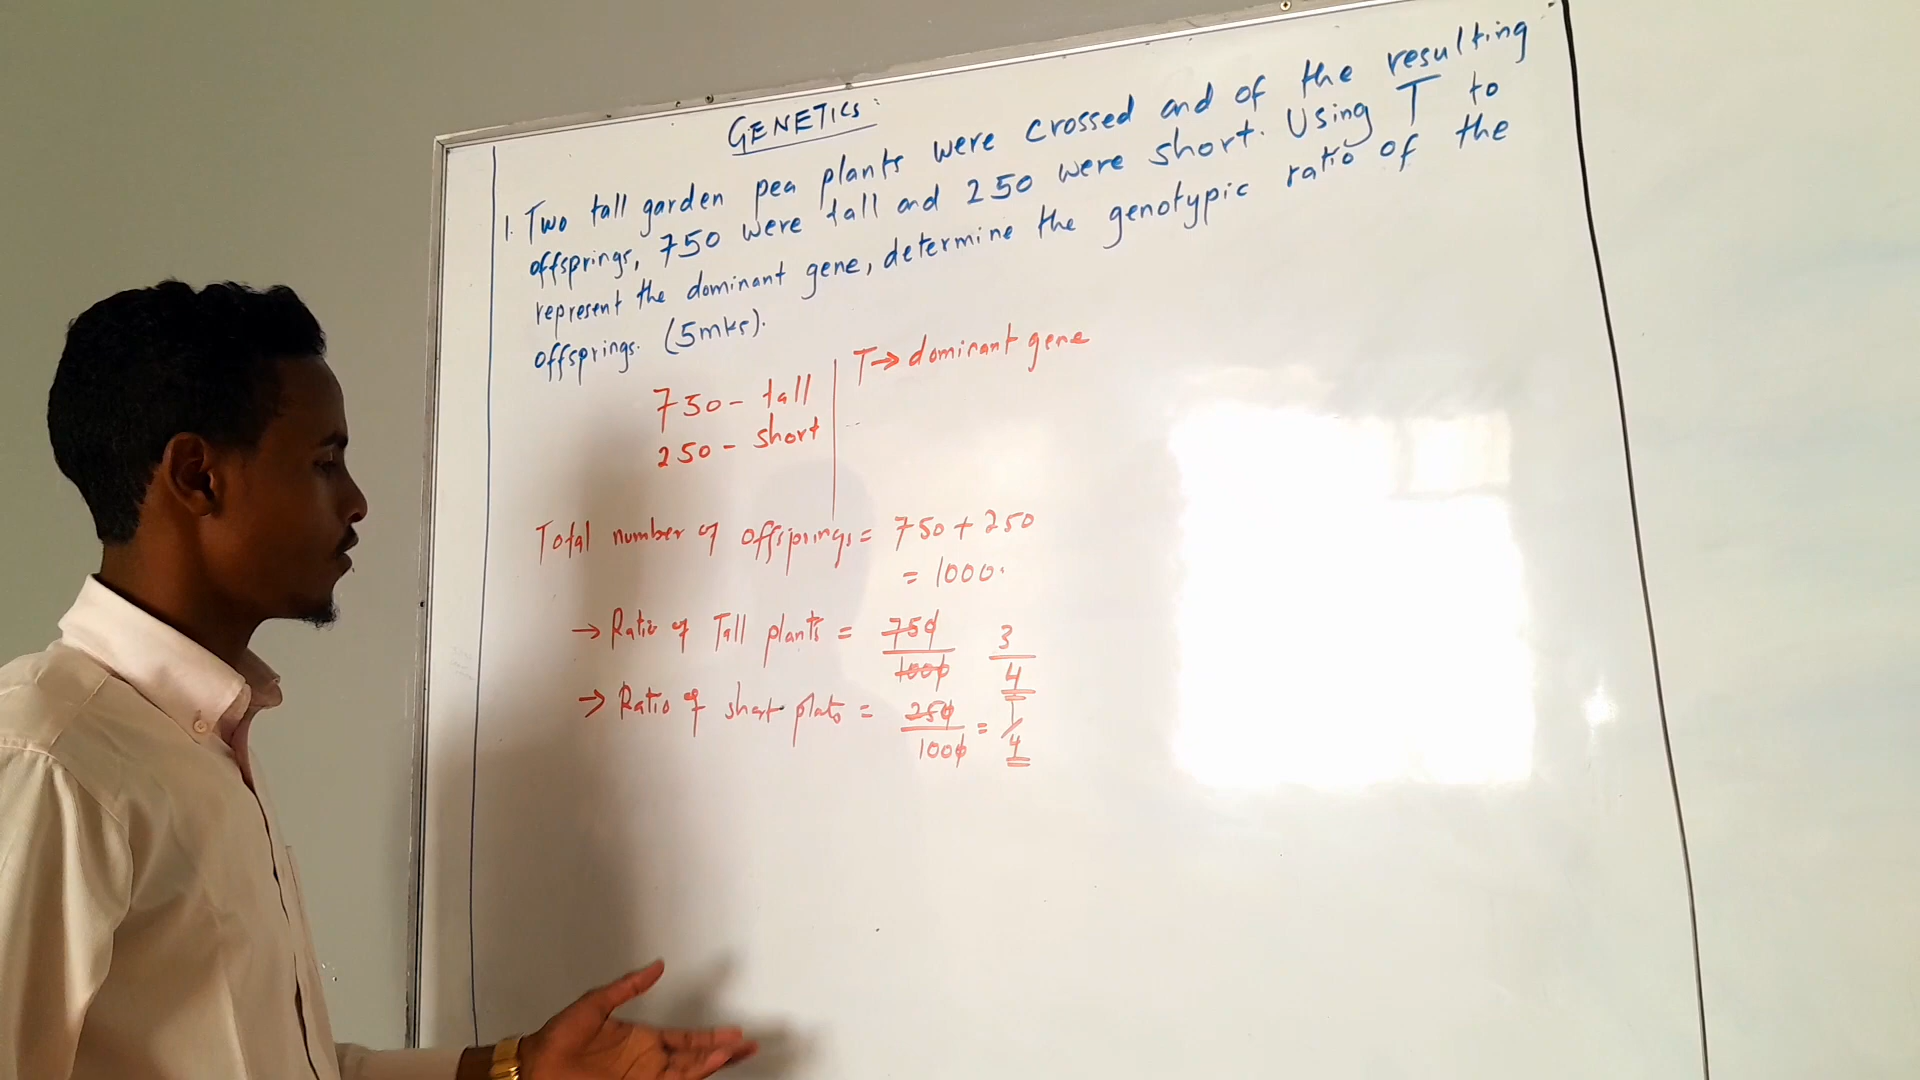 GENETICS:
1. Two tall garden pea plants were crossed and of the resulting
offsprings, 750 were tall and 250 were short. Using T to
represent the dominant gene, determine the genotypic ratio of the
offsprings. (5mks).
750 - tall
250 - short
T → dominant gene
Total number of offsprings = 750 + 250
= 1000.
→ Ratio of Tall plants = 750/1000 3/4
→ Ratio of short plats = 250/1000 = 1/4